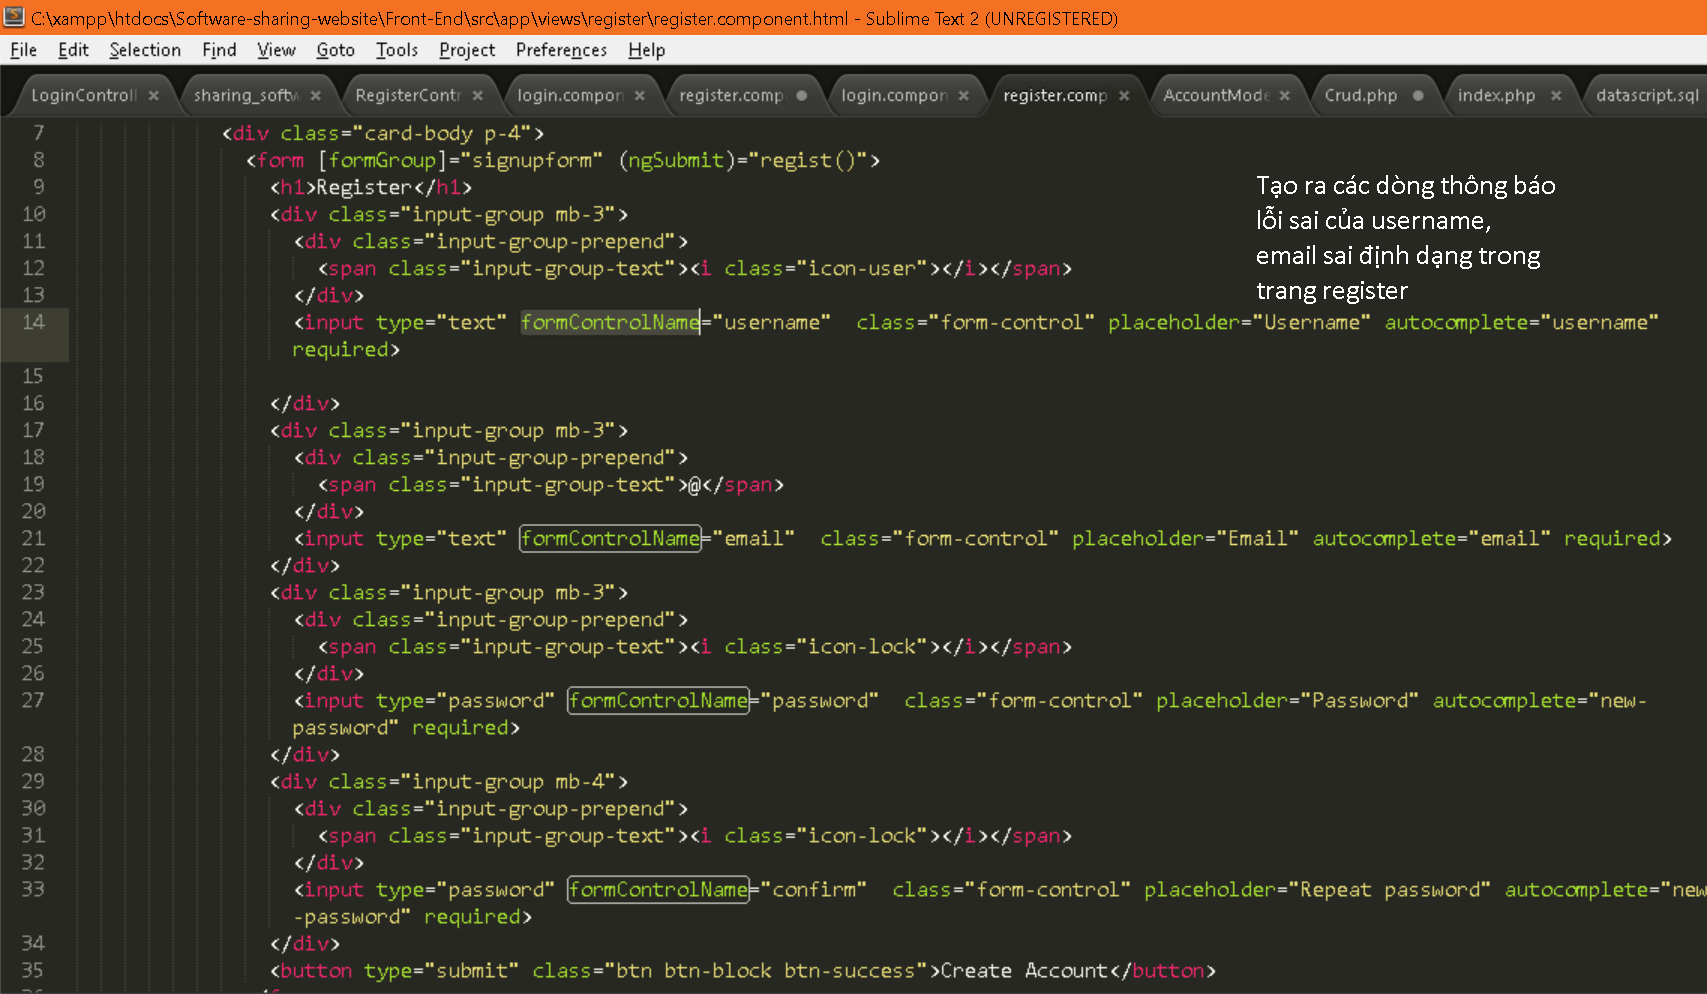 C:\xampp\htdocs\Software-sharing-website\Front-End\src\app\views\register\register.component.html - Sublime Text 2 (UNREGISTERED)
File Edit Selection Find View Goto Tools Project Preferences Help
LoginControll × sharing_softw × RegisterContr × login.compon × register.comp ● login.compon × register.comp × AccountMode × Crud.php ● index.php × datascript.sql
7 <div class="card-body p-4">
8 <form [formGroup]="signupform" (ngSubmit)="regist()">
9 <h1>Register</h1>
10 <div class="input-group mb-3">
11 <div class="input-group-prepend">
12 <span class="input-group-text"><i class="icon-user"></i></span>
13 </div>
14 <input type="text" formControlName="username"  class="form-control" placeholder="Username" autocomplete="username"
required>
15
16 </div>
17 <div class="input-group mb-3">
18 <div class="input-group-prepend">
19 <span class="input-group-text">@</span>
20 </div>
21 <input type="text" formControlName="email"  class="form-control" placeholder="Email" autocomplete="email" required>
22 </div>
23 <div class="input-group mb-3">
24 <div class="input-group-prepend">
25 <span class="input-group-text"><i class="icon-lock"></i></span>
26 </div>
27 <input type="password" formControlName="password"  class="form-control" placeholder="Password" autocomplete="new-
password" required>
28 </div>
29 <div class="input-group mb-4">
30 <div class="input-group-prepend">
31 <span class="input-group-text"><i class="icon-lock"></i></span>
32 </div>
33 <input type="password" formControlName="confirm"  class="form-control" placeholder="Repeat password" autocomplete="new
-password" required>
34 </div>
35 <button type="submit" class="btn btn-block btn-success">Create Account</button>
Tạo ra các dòng thông báo
lỗi sai của username,
email sai định dạng trong
trang register